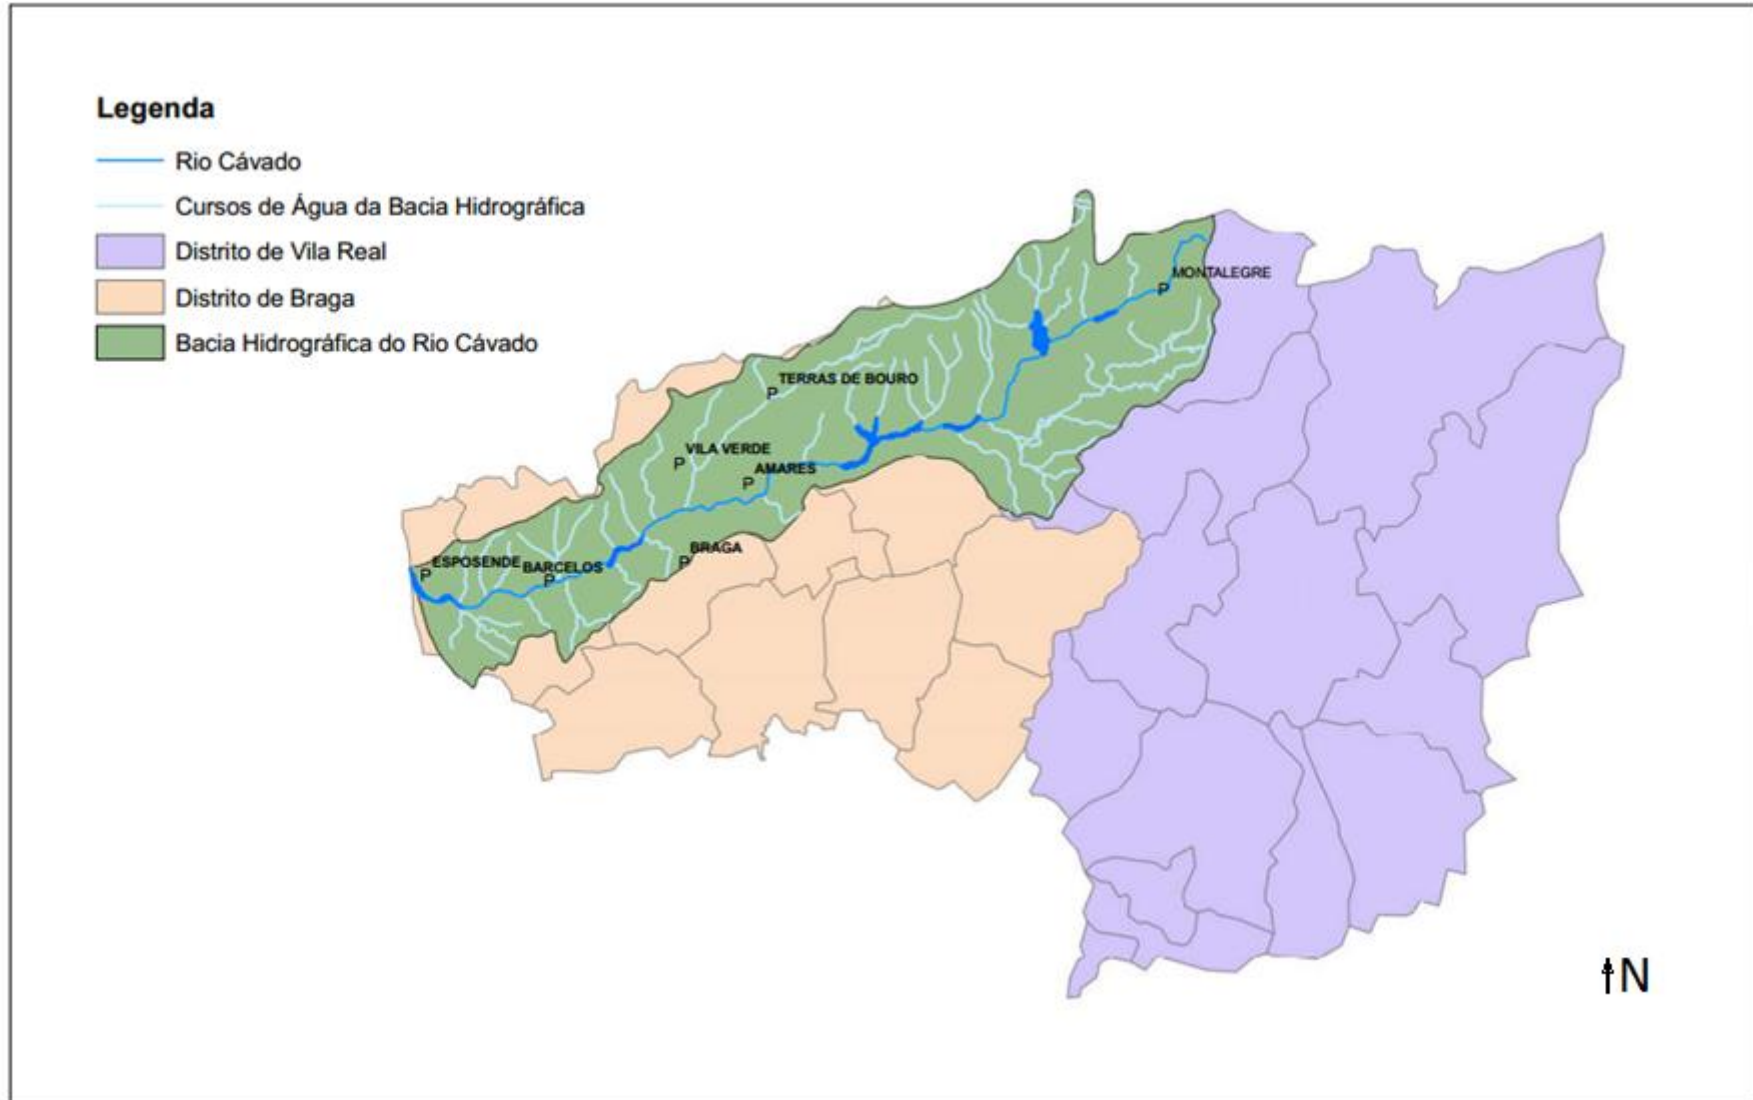 Legenda
Rio Cávado
Cursos de Água da Bacia Hidrográfica
Distrito de Vila Real
Distrito de Braga
Bacia Hidrográfica do Rio Cávado
MONTALEGRE
P
TERRAS DE BOURO
P
VILA VERDE
P
AMARES
P
BRAGA
P
ESPOSENDE
P
BARCELOS
P
N